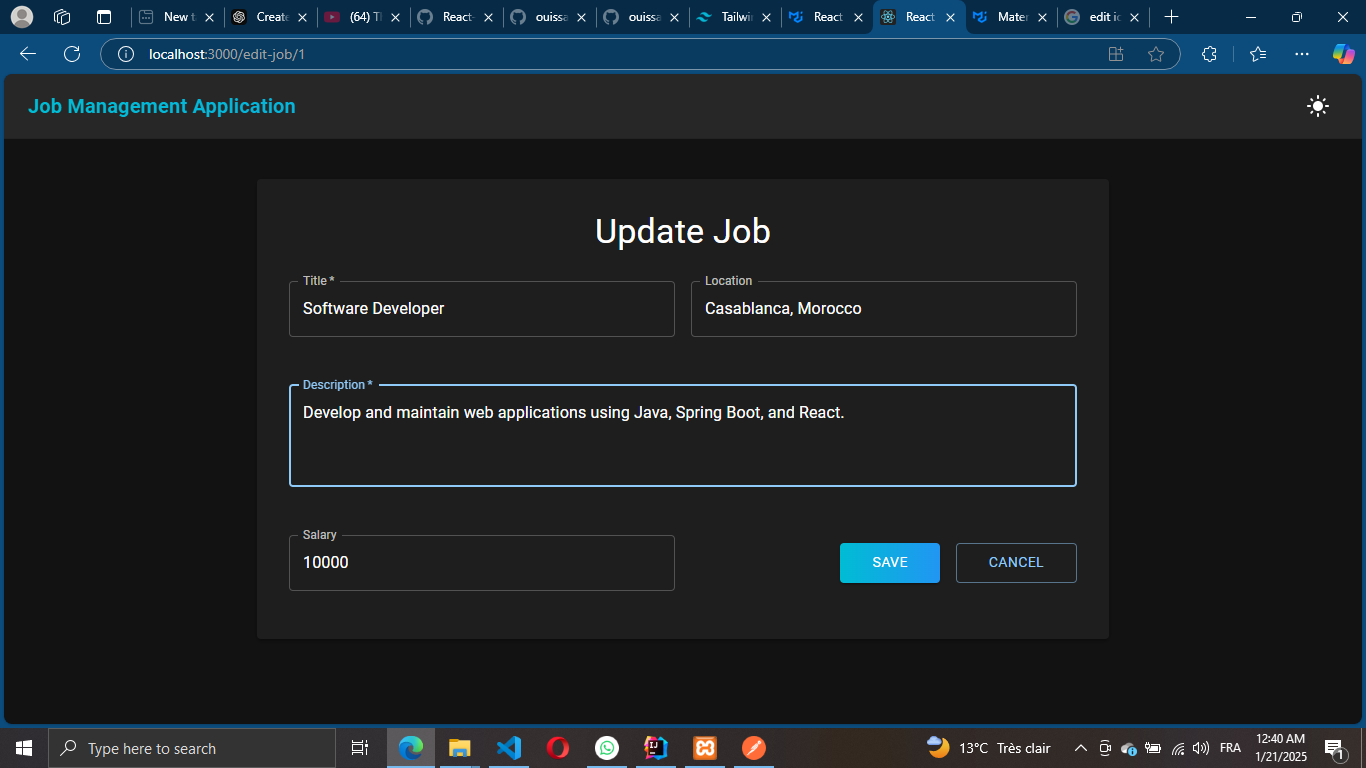 New t
Create
(64) T
React-
ouissa
ouissa
Tailwi
React
React
Mater
edit ic
localhost:3000/edit-job/1
Job Management Application
Update Job
Title *
Location
Software Developer
Casablanca, Morocco
Description *
Develop and maintain web applications using Java, Spring Boot, and React.
Salary
10000
SAVE
CANCEL
Type here to search
13°C Très clair
FRA
12:40 AM
1/21/2025
1